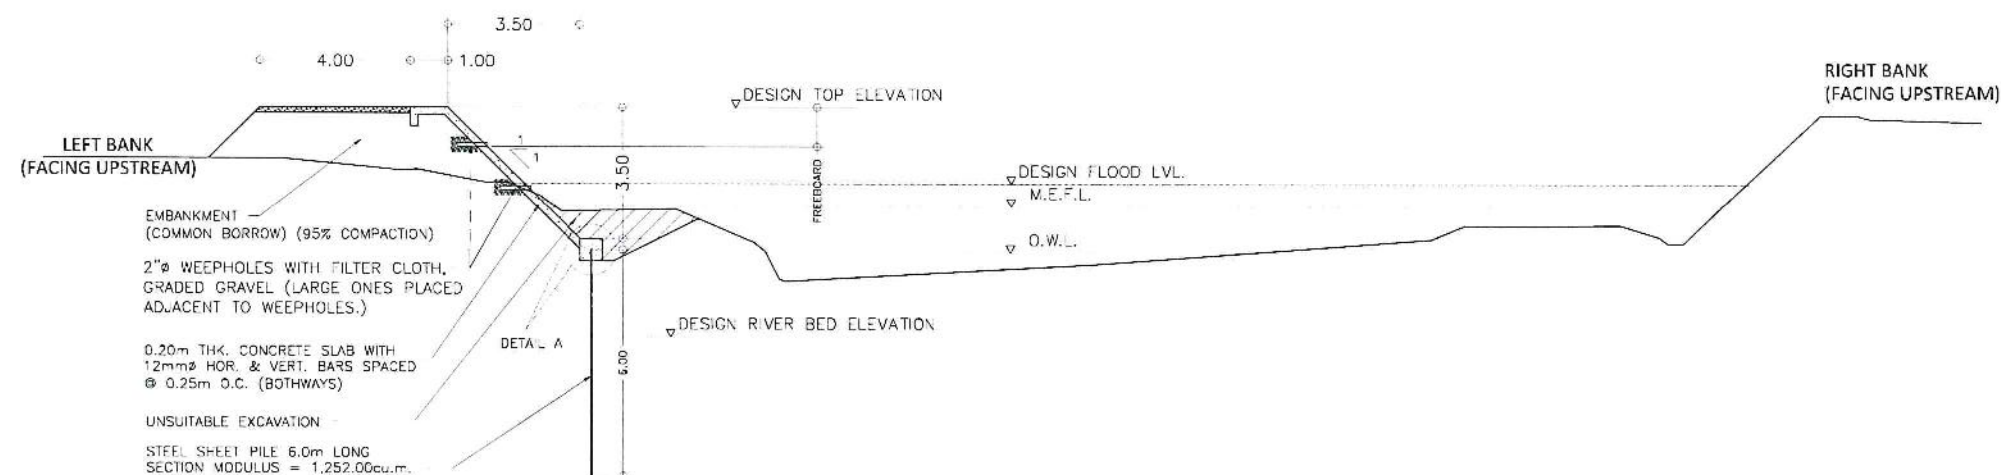 3.50
4.00
1.00
RIGHT BANK
(FACING UPSTREAM)
DESIGN TOP ELEVATION
LEFT BANK
(FACING UPSTREAM)
1
1
3.50
FREEBOARD
DESIGN FLOOD LVL.
M.E.F.L.
O.W.L.
EMBANKMENT
(COMMON BORROW) (95% COMPACTION)
2"ø WEEPHOLES WITH FILTER CLOTH,
GRADED GRAVEL (LARGE ONES PLACED
ADJACENT TO WEEPHOLES.)
DESIGN RIVER BED ELEVATION
DETAIL A
6.00
0.20m THK. CONCRETE SLAB WITH
12mmø HOR. & VERT. BARS SPACED
@ 0.25m O.C. (BOTHWAYS)
UNSUITABLE EXCAVATION
STEEL SHEET PILE 6.0m LONG
SECTION MODULUS = 1,252.00cu.m.